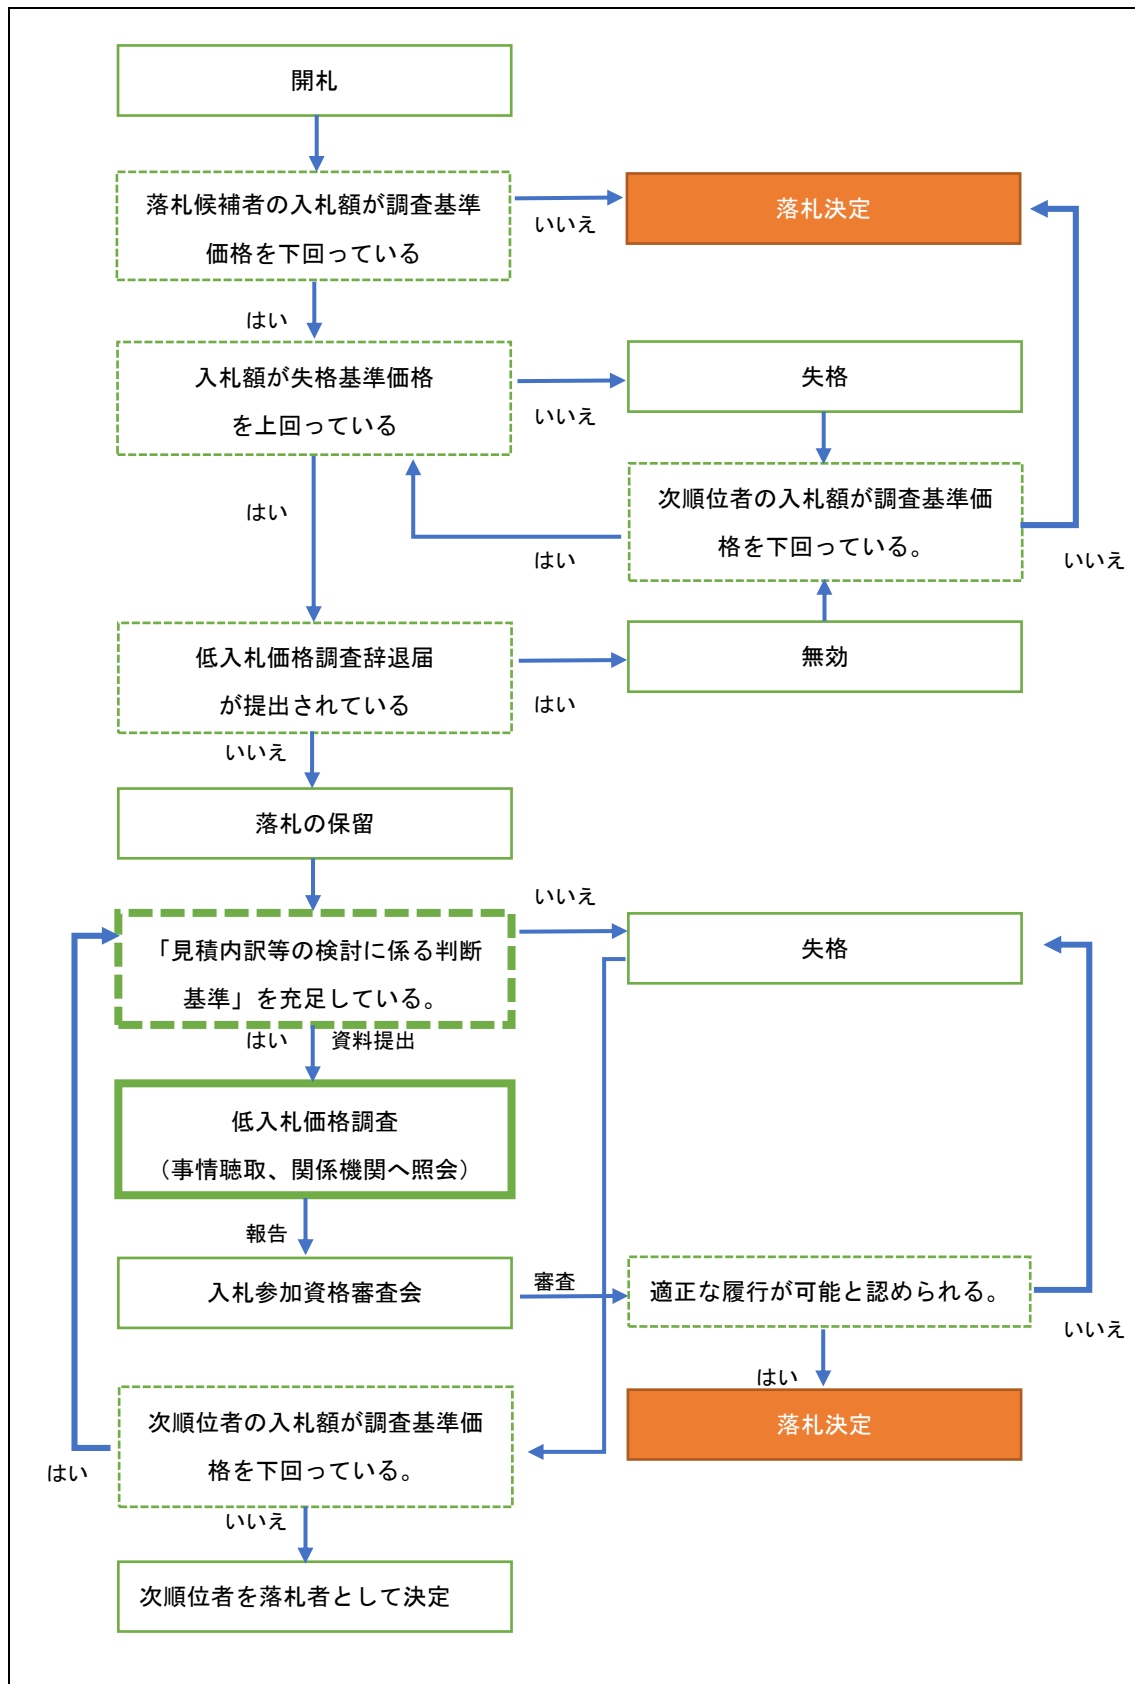 開札
落札候補者の入札額が調査基準
価格を下回っている
いいえ
落札決定
はい
入札額が失格基準価格
を上回っている
いいえ
失格
はい
次順位者の入札額が調査基準価
格を下回っている。
はい
いいえ
低入札価格調査辞退届
が提出されている
はい
無効
いいえ
落札の保留
いいえ
「見積内訳等の検討に係る判断
基準」を充足している。
失格
はい
資料提出
低入札価格調査
（事情聴取、関係機関へ照会）
報告
入札参加資格審査会
審査
適正な履行が可能と認められる。
いいえ
はい
落札決定
次順位者の入札額が調査基準価
格を下回っている。
はい
いいえ
次順位者を落札者として決定